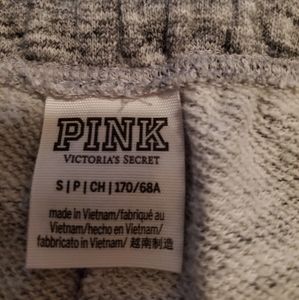 PINK
VICTORIA'S SECRET
S | P | CH | 170/68A
made in Vietnam/fabriqué au
Vietnam/hecho en Vietnam/
fabbricato in Vietnam/ 越南制造